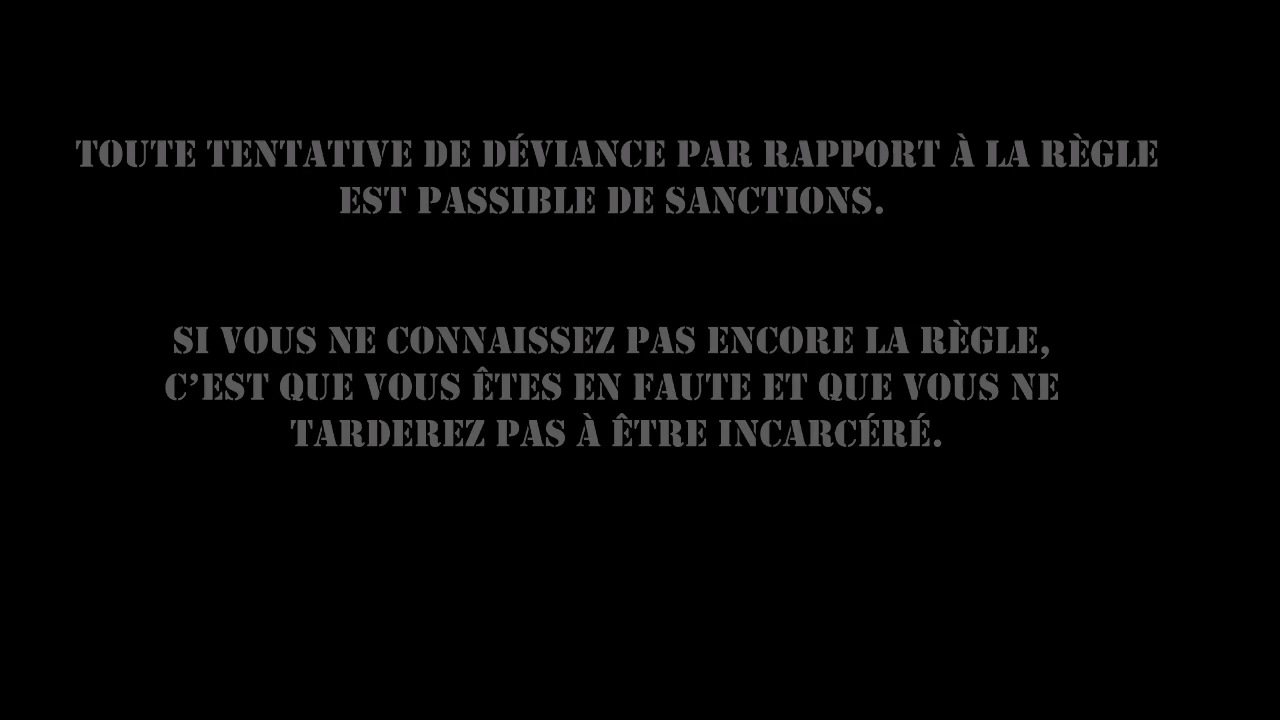 TOUTE TENTATIVE DE DÉVIANCE PAR RAPPORT À LA RÈGLE
EST PASSIBLE DE SANCTIONS.
SI VOUS NE CONNAISSEZ PAS ENCORE LA RÈGLE,
C’EST QUE VOUS ÊTES EN FAUTE ET QUE VOUS NE
TARDEREZ PAS À ÊTRE INCARCÉRÉ.